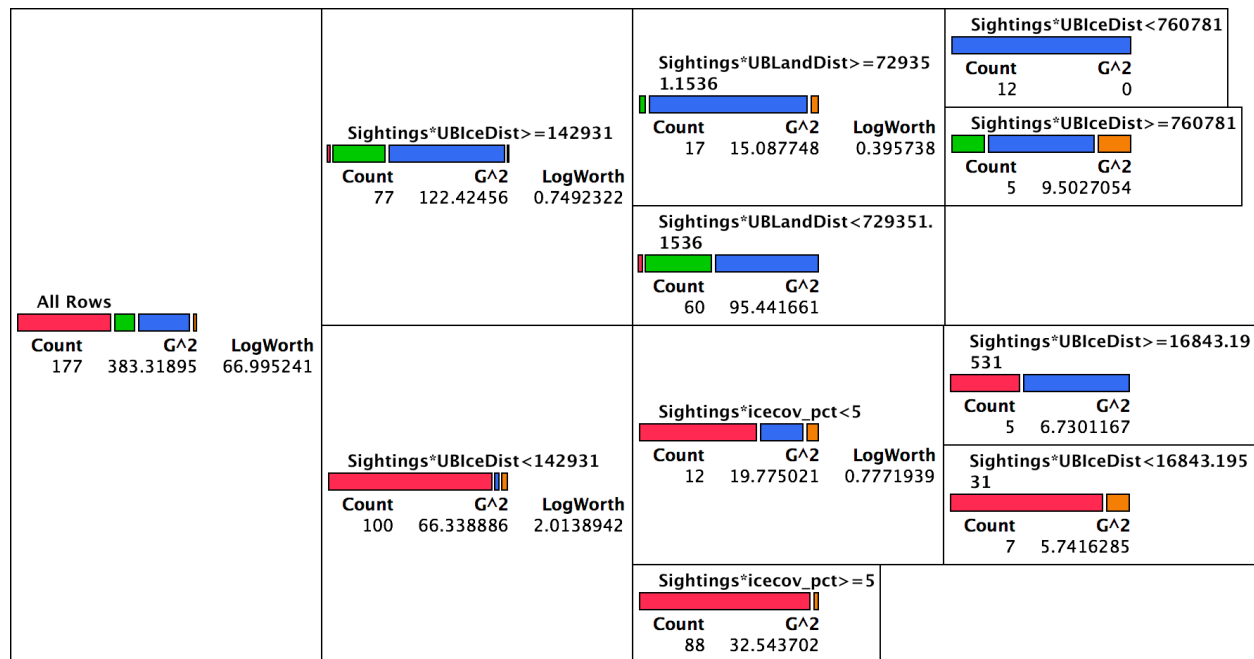 All Rows
Count G^2 LogWorth
177 383.31895 66.995241
Sightings*UBIceDist>=142931
Count G^2 LogWorth
77 122.42456 0.7492322
Sightings*UBLandDist>=72935
1.1536
Count G^2 LogWorth
17 15.087748 0.395738
Sightings*UBIceDist<760781
Count G^2
12 0
Sightings*UBIceDist>=760781
Count G^2
5 9.5027054
Sightings*UBLandDist<729351.
1536
Count G^2
60 95.441661
Sightings*UBIceDist<142931
Count G^2 LogWorth
100 66.338886 2.0138942
Sightings*icecov_pct<5
Count G^2 LogWorth
12 19.775021 0.7771939
Sightings*UBIceDist>=16843.19
531
Count G^2
5 6.7301167
Sightings*UBIceDist<16843.195
31
Count G^2
7 5.7416285
Sightings*icecov_pct>=5
Count G^2
88 32.543702